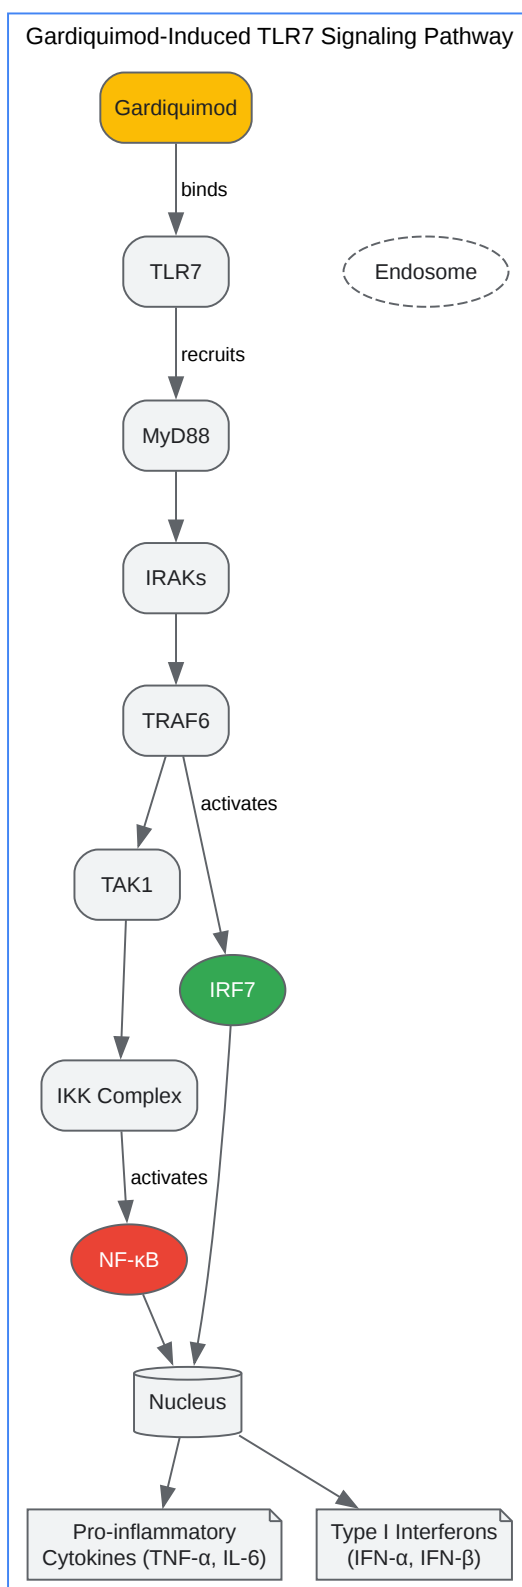 Gardiquimod-Induced TLR7 Signaling Pathway
Gardiquimod
binds
TLR7
Endosome
recruits
MyD88
IRAKs
TRAF6
activates
TAK1
IRF7
IKK Complex
activates
NF-κB
Nucleus
Pro-inflammatory
Cytokines (TNF-α, IL-6)
Type I Interferons
(IFN-α, IFN-β)